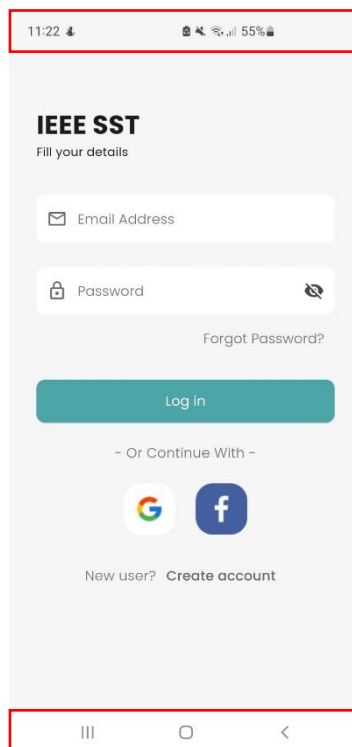 11:22 55%
IEEE SST
Fill your details
Email Address
Password
Forgot Password?
Log in
- Or Continue With -
G f
New user? Create account